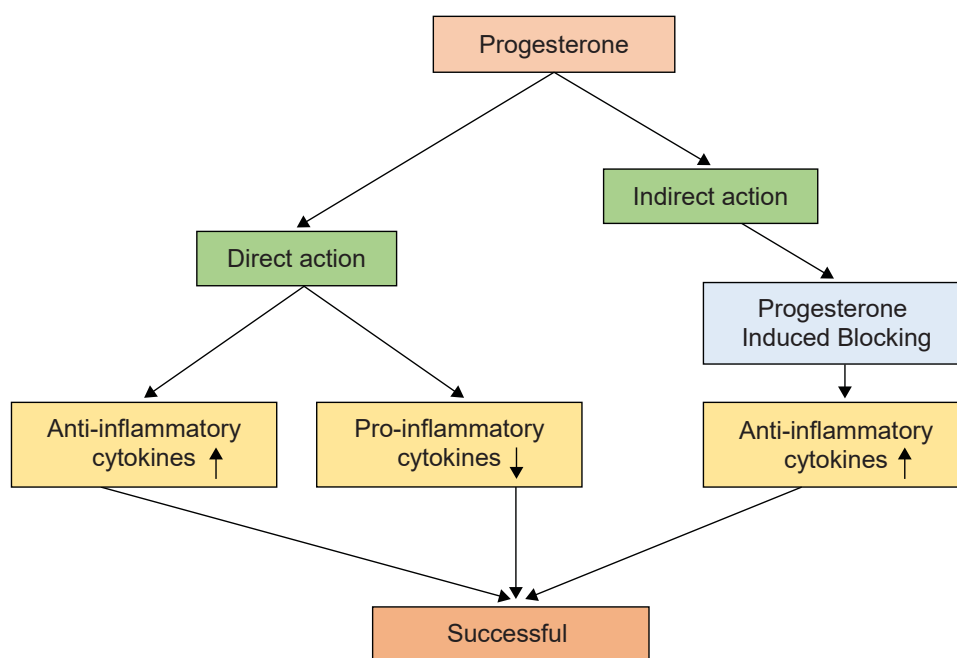 Progesterone
Indirect action
Direct action
Progesterone
Induced Blocking
Anti-inflammatory
cytokines
Pro-inflammatory
cytokines
Anti-inflammatory
cytokines
Successful